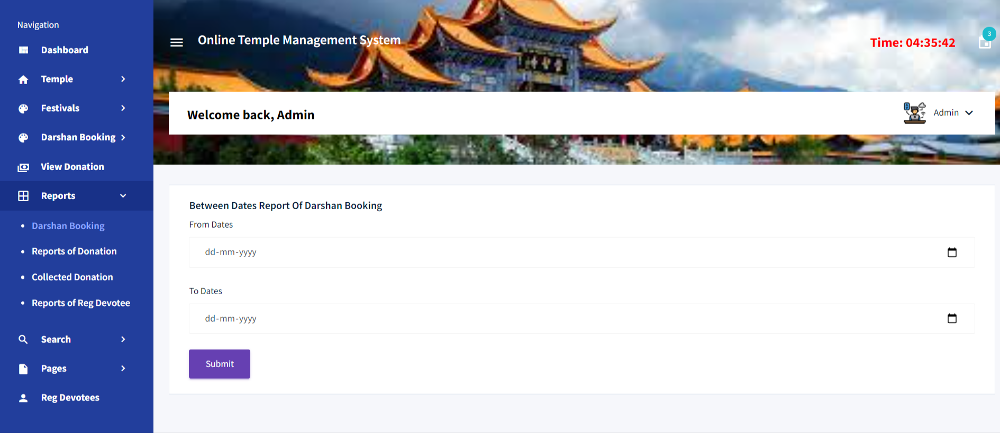 Navigation
Dashboard
Temple
Festivals
Darshan Booking
View Donation
Reports
Darshan Booking
Reports of Donation
Collected Donation
Reports of Reg Devotee
Search
Pages
Reg Devotees
Online Temple Management System
Time: 04:35:42
3
Welcome back, Admin
Admin
Between Dates Report Of Darshan Booking
From Dates
dd-mm-yyyy
To Dates
dd-mm-yyyy
Submit